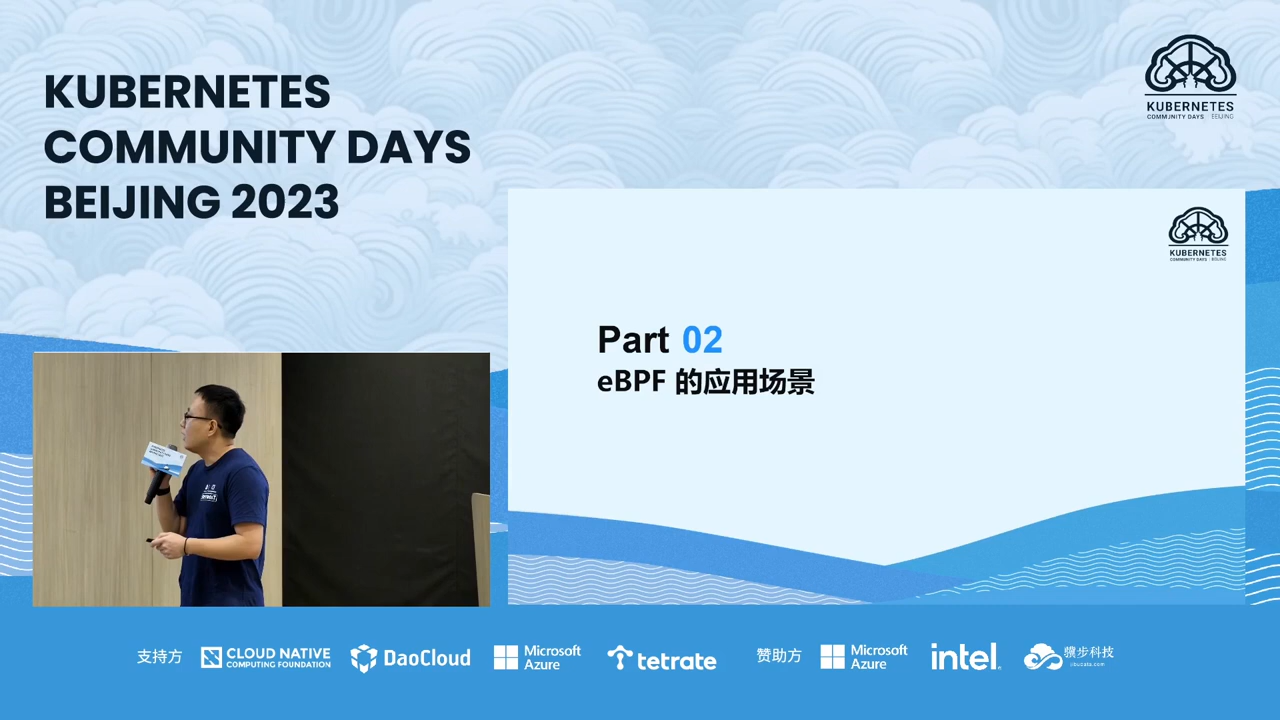 KUBERNETES
COMMUNITY DAYS
BEIJING 2023
KUBERNETES
COMMUNITY DAYS BEIJING
KUBERNETES
COMMUNITY DAYS BEIJING
Part 02
eBPF 的应用场景
支持方
CLOUD NATIVE
COMPUTING FOUNDATION
DaoCloud
Microsoft
Azure
tetrate
赞助方
Microsoft
Azure
intel.
骥步科技
jibudata.com